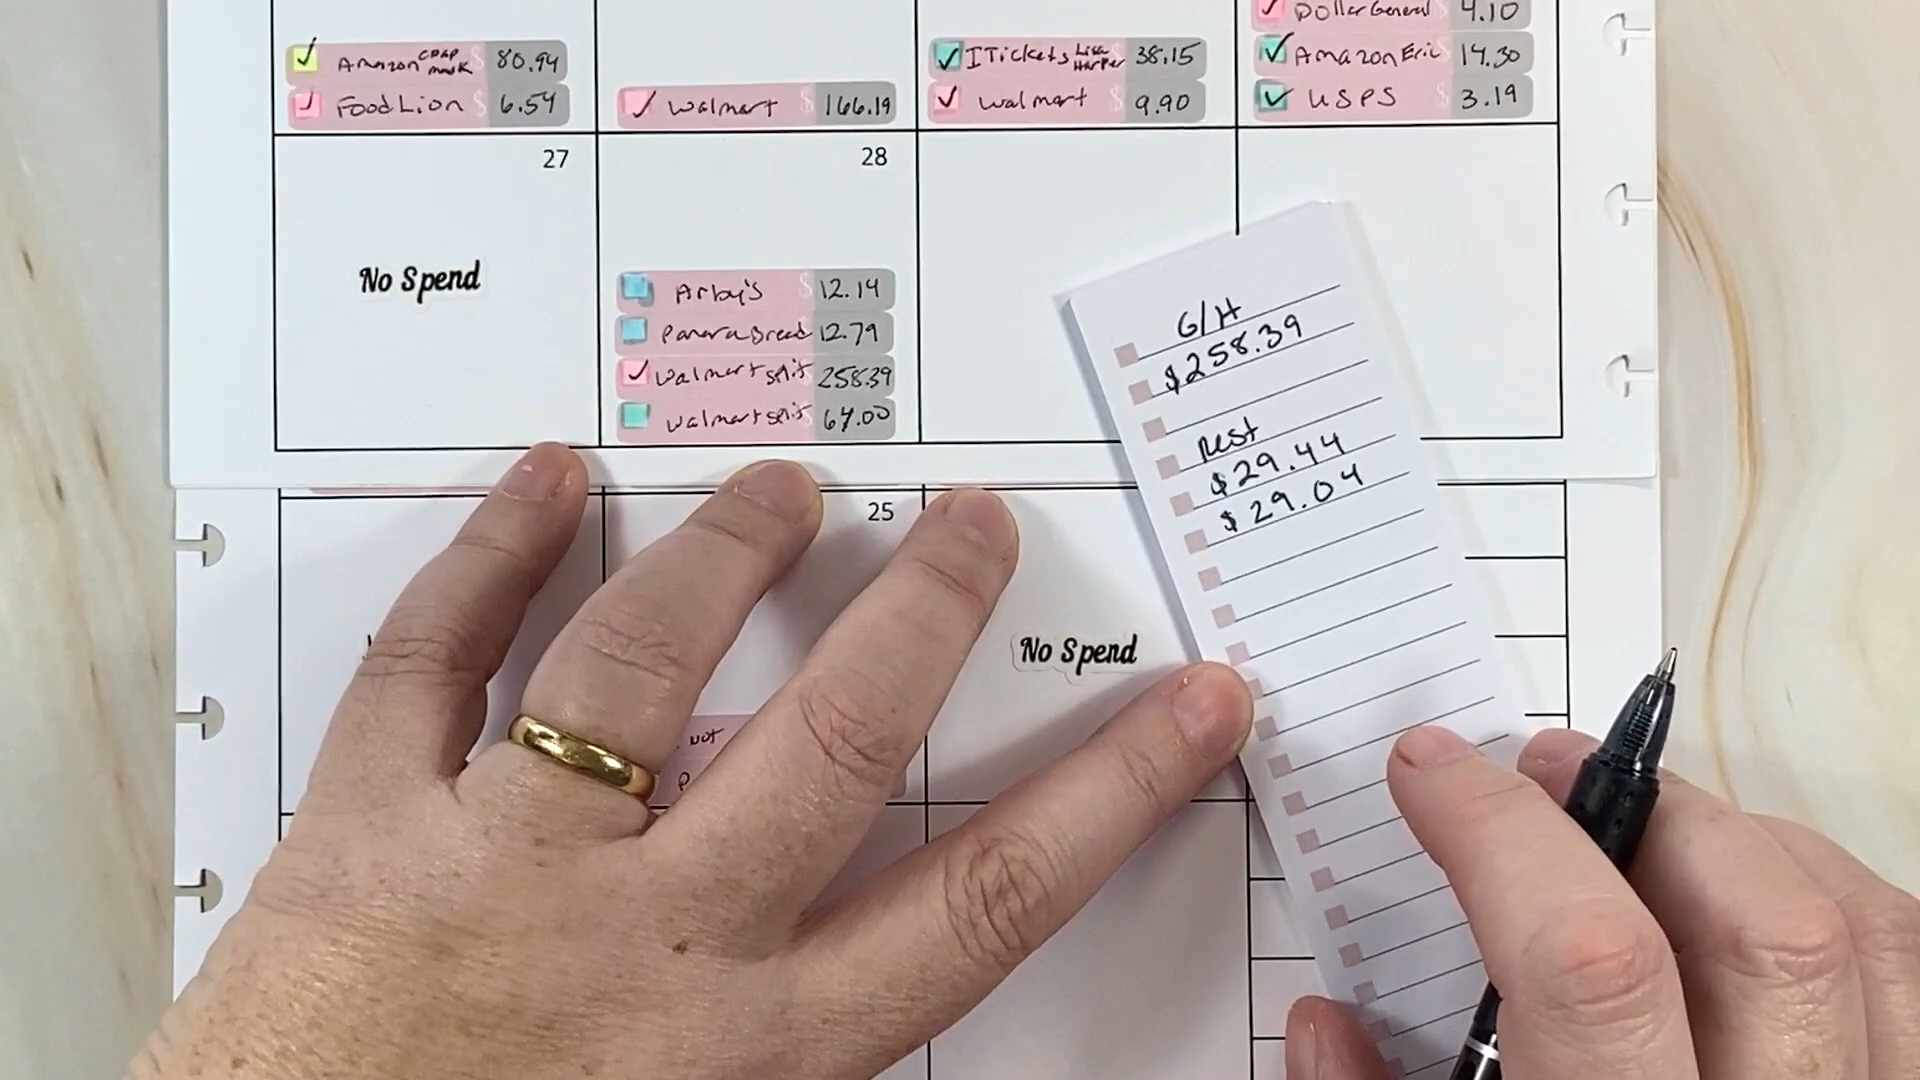 Dollar General $ 4.10
Amazon CPAP mask $ 80.94
ITickets Lisa Harper 38.15
Amazon Eric 14.30
Food Lion $ 6.54
Walmart $ 166.19
Walmart $ 9.90
USPS $ 3.19
27
28
No Spend
Arby's $ 12.14
Panera Bread 12.79
Walmart split 258.39
Walmart split 67.00
G/H
$258.39
Rest
$29.44
$29.04
25
No Spend
not